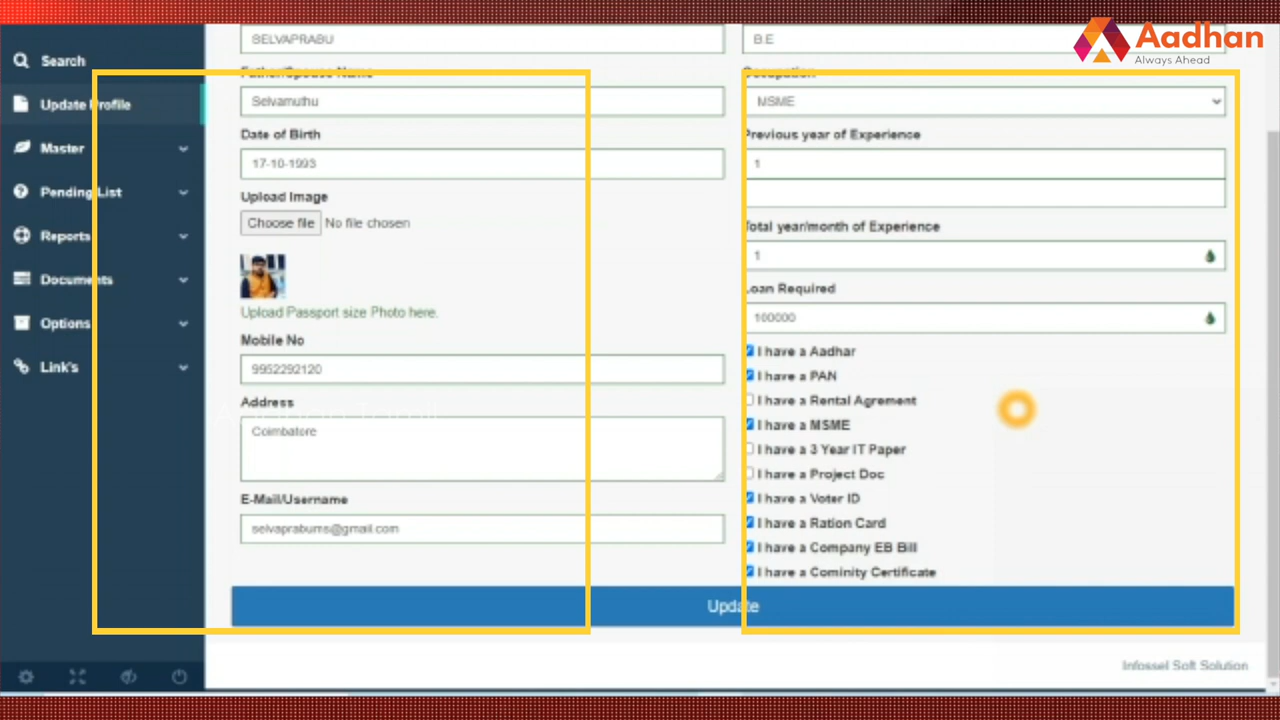 Aadhan
Always Ahead
Search
Update Profile
Master
Pending List
Reports
Documents
Options
Link's
SELVAPRABU
Father/Spouse Name
Selvamuthu
Date of Birth
17-10-1993
Upload Image
Choose file No file chosen
Upload Passport size Photo here.
Mobile No
9952292120
Address
Coimbatore
E-Mail/Username
selvaprabums@gmail.com
B.E
Occupation
MSME
Previous year of Experience
1
Total year/month of Experience
1
Loan Required
100000
I have a Aadhar
I have a PAN
I have a Rental Agrement
I have a MSME
I have a 3 Year IT Paper
I have a Project Doc
I have a Voter ID
I have a Ration Card
I have a Company EB Bill
I have a Cominity Certificate
Update
Infossel Soft Solution